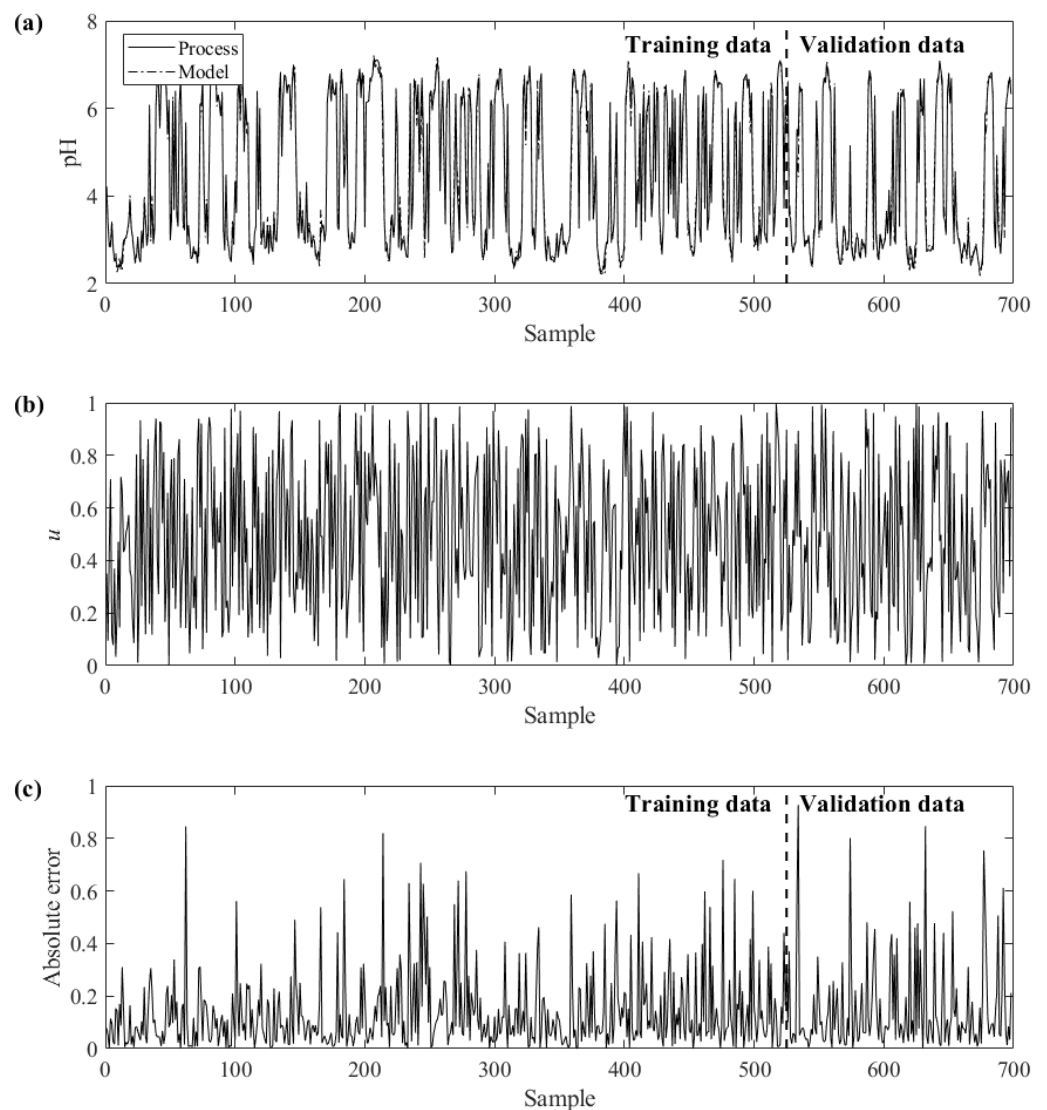 (a)
8
6
4
2
pH
Process
Model
Training data
Validation data
0 100 200 300 400 500 600 700
Sample
(b)
1
0.8
0.6
0.4
0.2
0
u
0 100 200 300 400 500 600 700
Sample
(c)
1
0.8
0.6
0.4
0.2
0
Absolute error
Training data
Validation data
0 100 200 300 400 500 600 700
Sample